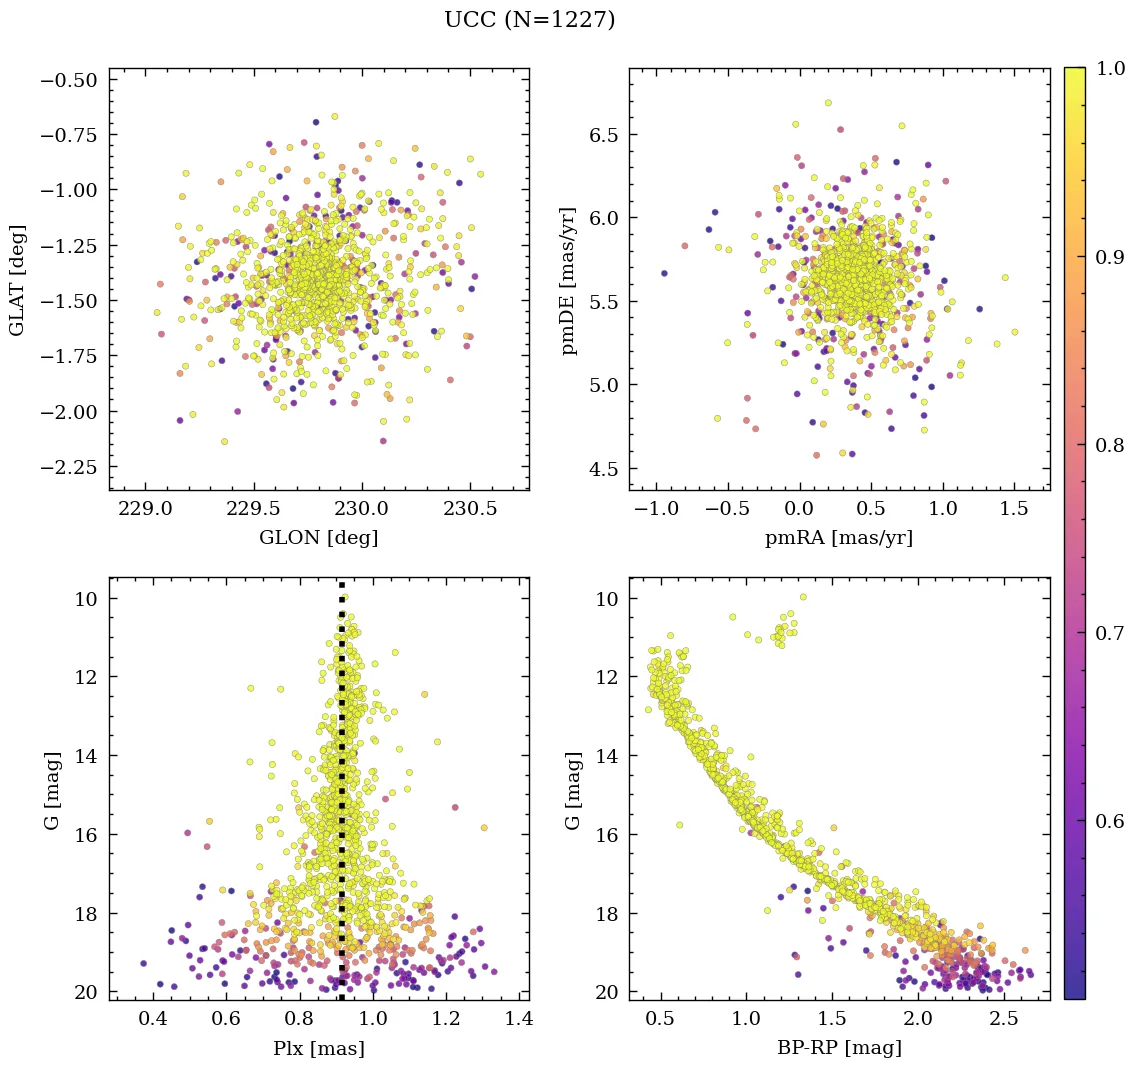 UCC (N=1227)
−0.50
−0.75
−1.00
−1.25
−1.50
−1.75
−2.00
−2.25
GLAT [deg]
229.0 229.5 230.0 230.5
GLON [deg]
6.5
6.0
5.5
5.0
4.5
pmDE [mas/yr]
−1.0 −0.5 0.0 0.5 1.0 1.5
pmRA [mas/yr]
10
12
14
16
18
20
G [mag]
0.4 0.6 0.8 1.0 1.2 1.4
Plx [mas]
10
12
14
16
18
20
G [mag]
0.5 1.0 1.5 2.0 2.5
BP-RP [mag]
1.0
0.9
0.8
0.7
0.6